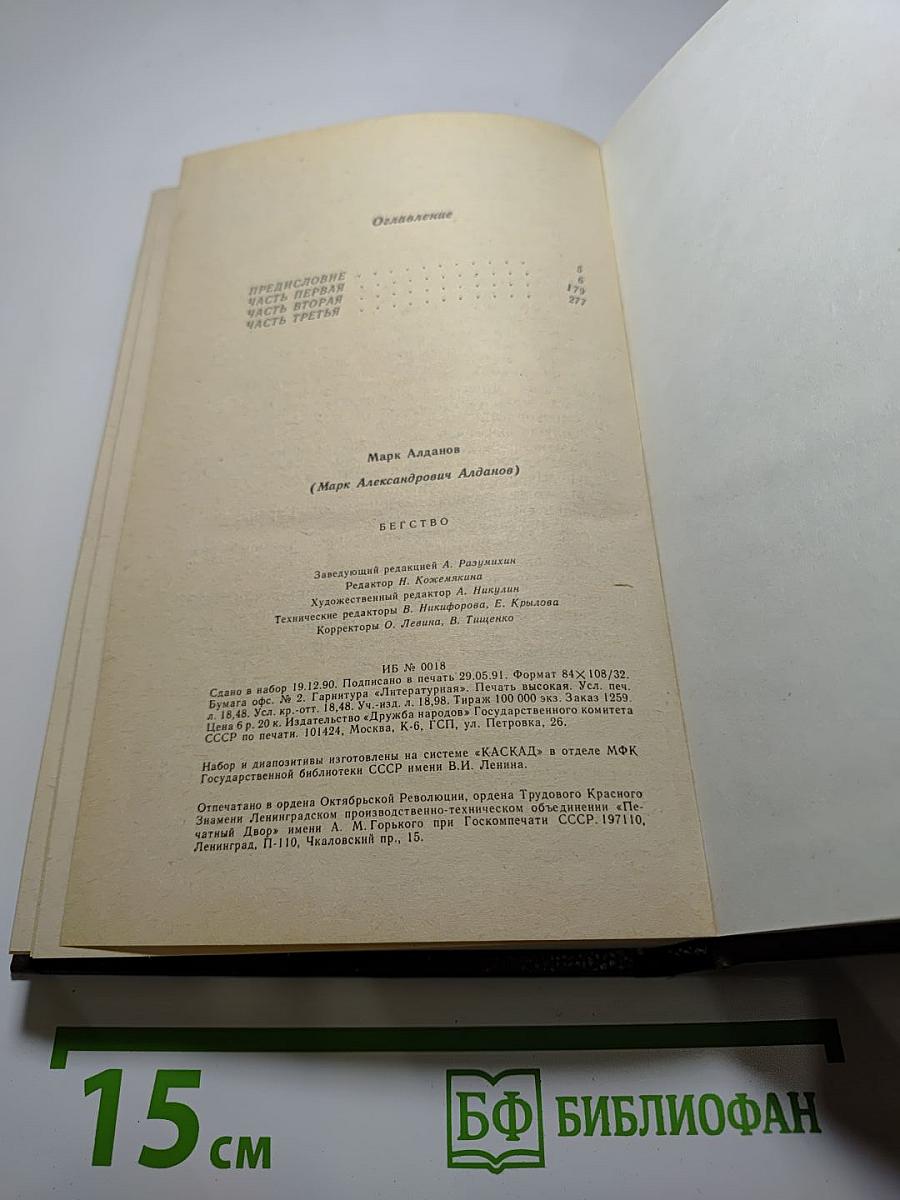 Оглавление
ПРЕДИСЛОВИЕ . . . . . . . . . . 5
ЧАСТЬ ПЕРВАЯ . . . . . . . . . . 6
ЧАСТЬ ВТОРАЯ . . . . . . . . . . 179
ЧАСТЬ ТРЕТЬЯ . . . . . . . . . . 277
Марк Алданов
(Марк Александрович Алданов)
БЕГСТВО
Заведующий редакцией А. Разумихин
Редактор Н. Кожемякина
Художественный редактор А. Никулин
Технические редакторы В. Никифорова, Е. Крылова
Корректоры О. Левина, В. Тищенко
ИБ № 0018
Сдано в набор 19.12.90. Подписано в печать 29.05.91. Формат 84×108/32.
Бумага офс. № 2. Гарнитура «Литературная». Печать высокая. Усл. печ.
л. 18,48. Усл. кр.-отт. 18,48. Уч.-изд. л. 18,98. Тираж 100 000 экз. Заказ 1259.
Цена 6 р. 20 к. Издательство «Дружба народов» Государственного комитета
СССР по печати. 101424, Москва, К-6, ГСП, ул. Петровка, 26.
Набор и диапозитивы изготовлены на системе «КАСКАД» в отделе МФК
Государственной библиотеки СССР имени В.И. Ленина.
Отпечатано в ордена Октябрьской Революции, ордена Трудового Красного
Знамени Ленинградском производственно-техническом объединении «Пе-
чатный Двор» имени А. М. Горького при Госкомпечати СССР. 197110,
Ленинград, П-110, Чкаловский пр., 15.
15 см
БФ БИБЛИОФАН